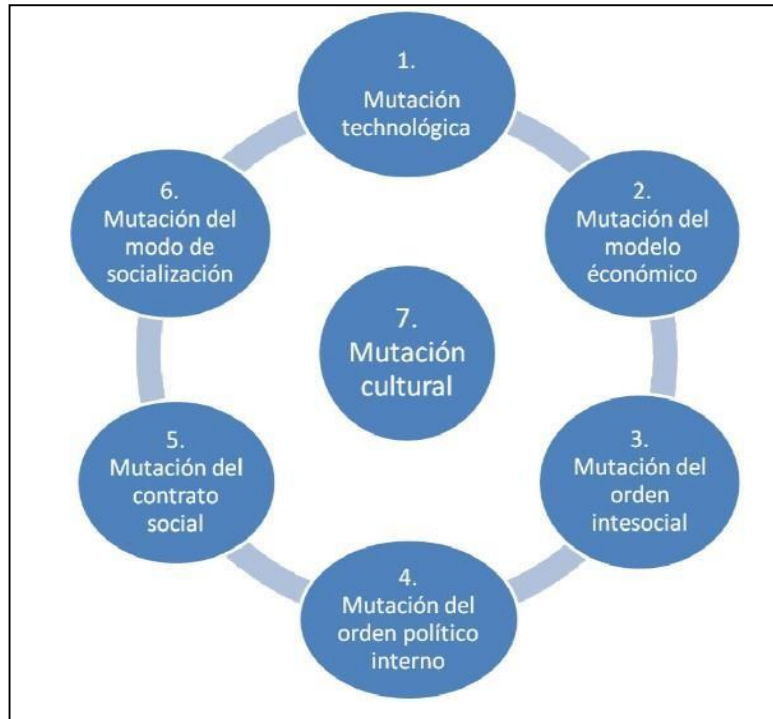 1.
Mutación
technológica
2.
Mutación del
modelo
éconómico
3.
Mutación del
orden
intesocial
4.
Mutación del
orden político
interno
5.
Mutación del
contrato
social
6.
Mutación del
modo de
socialización
7.
Mutación
cultural